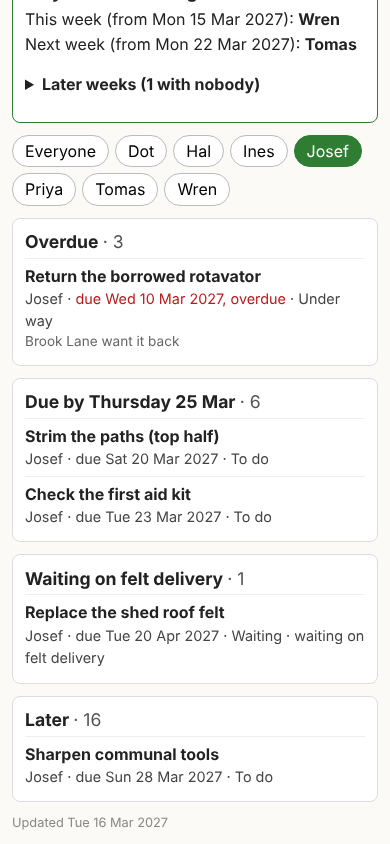 This week (from Mon 15 Mar 2027): Wren
Next week (from Mon 22 Mar 2027): Tomas
▶ Later weeks (1 with nobody)
Everyone Dot Hal Ines Josef
Priya Tomas Wren
Overdue · 3
Return the borrowed rotavator
Josef · due Wed 10 Mar 2027, overdue · Under
way
Brook Lane want it back
Due by Thursday 25 Mar · 6
Strim the paths (top half)
Josef · due Sat 20 Mar 2027 · To do
Check the first aid kit
Josef · due Tue 23 Mar 2027 · To do
Waiting on felt delivery · 1
Replace the shed roof felt
Josef · due Tue 20 Apr 2027 · Waiting · waiting on
felt delivery
Later · 16
Sharpen communal tools
Josef · due Sun 28 Mar 2027 · To do
Updated Tue 16 Mar 2027